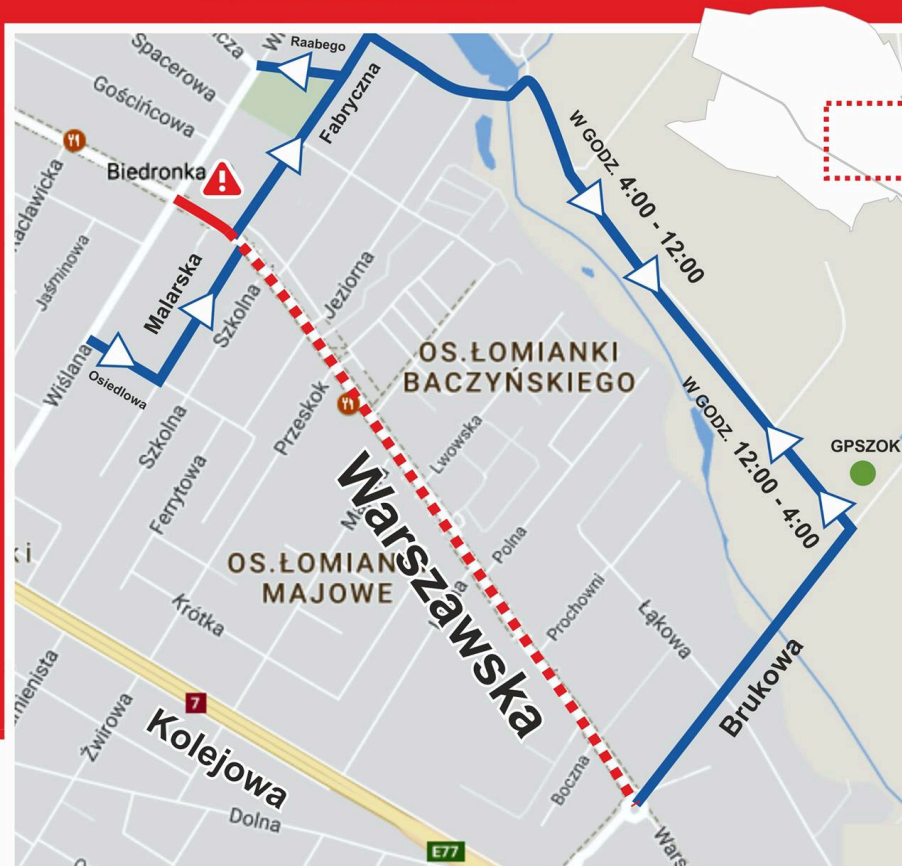 Raabego
Spacerowa
Gościńcowa
Fabryczna
Biedronka
W GODZ. 4:00 - 12:00
Jaśminowa
Malarska
Szkolna
Jeziorna
OS.ŁOMIANKI
BACZYŃSKIEGO
Wiślana
Osiedlowa
Przeskok
W GODZ. 12:00 - 4:00
GPSZOK
Szkolna
Lwowska
Ferrytowa
Warszawska
Polna
OS.ŁOMIAN
MAJOWE
Krótka
Prochowni
Łąkowa
Brukowa
7
Żwirowa
Kolejowa
Boczna
Dolna
E77